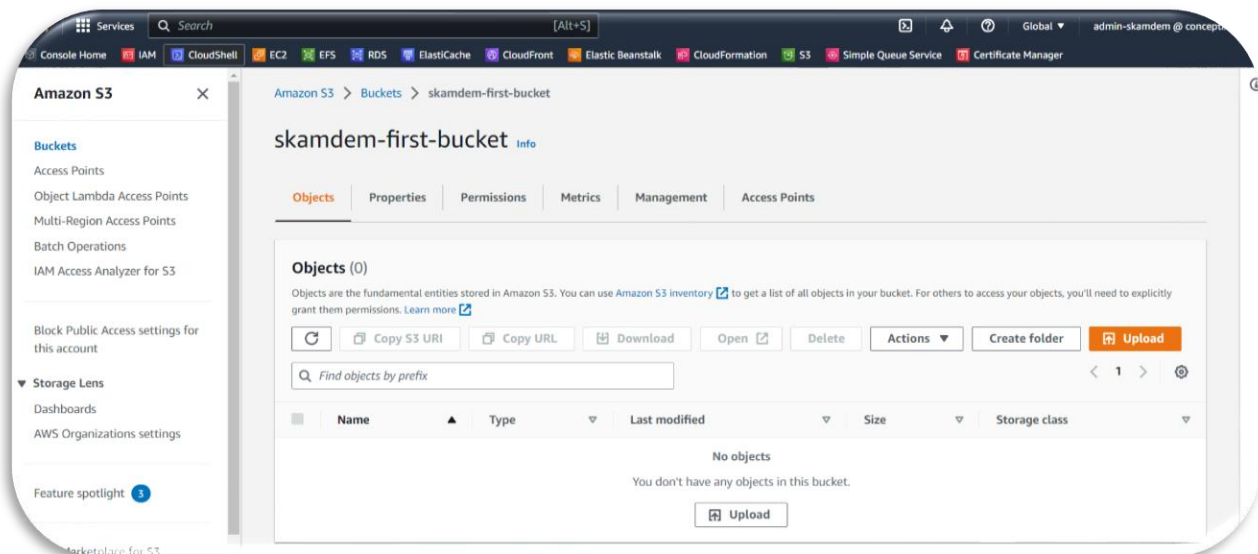 Services
Search
[Alt+S]
Global
admin-skamdem @
Console Home IAM CloudShell EC2 EFS RDS ElastiCache CloudFront Elastic Beanstalk CloudFormation S3 Simple Queue Service Certificate Manager
Amazon S3
Buckets
Access Points
Object Lambda Access Points
Multi-Region Access Points
Batch Operations
IAM Access Analyzer for S3
Block Public Access settings for
this account
Storage Lens
Dashboards
AWS Organizations settings
Feature spotlight 3
Marketplace for S3
Amazon S3 > Buckets > skamdem-first-bucket
skamdem-first-bucket Info
Objects Properties Permissions Metrics Management Access Points
Objects (0)
Objects are the fundamental entities stored in Amazon S3. You can use Amazon S3 inventory to get a list of all objects in your bucket. For others to access your objects, you'll need to explicitly
grant them permissions. Learn more
Copy S3 URI Copy URL Download Open Delete Actions Create folder Upload
Find objects by prefix
1
Name Type Last modified Size Storage class
No objects
You don't have any objects in this bucket.
Upload